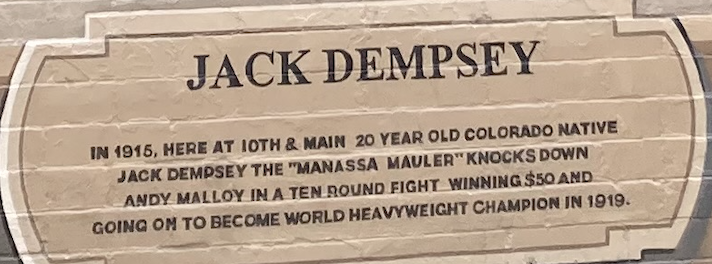 JACK DEMPSEY
IN 1915, HERE AT 10TH & MAIN 20 YEAR OLD COLORADO NATIVE
JACK DEMPSEY THE "MANASSA MAULER" KNOCKS DOWN
ANDY MALLOY IN A TEN ROUND FIGHT WINNING $50 AND
GOING ON TO BECOME WORLD HEAVYWEIGHT CHAMPION IN 1919.